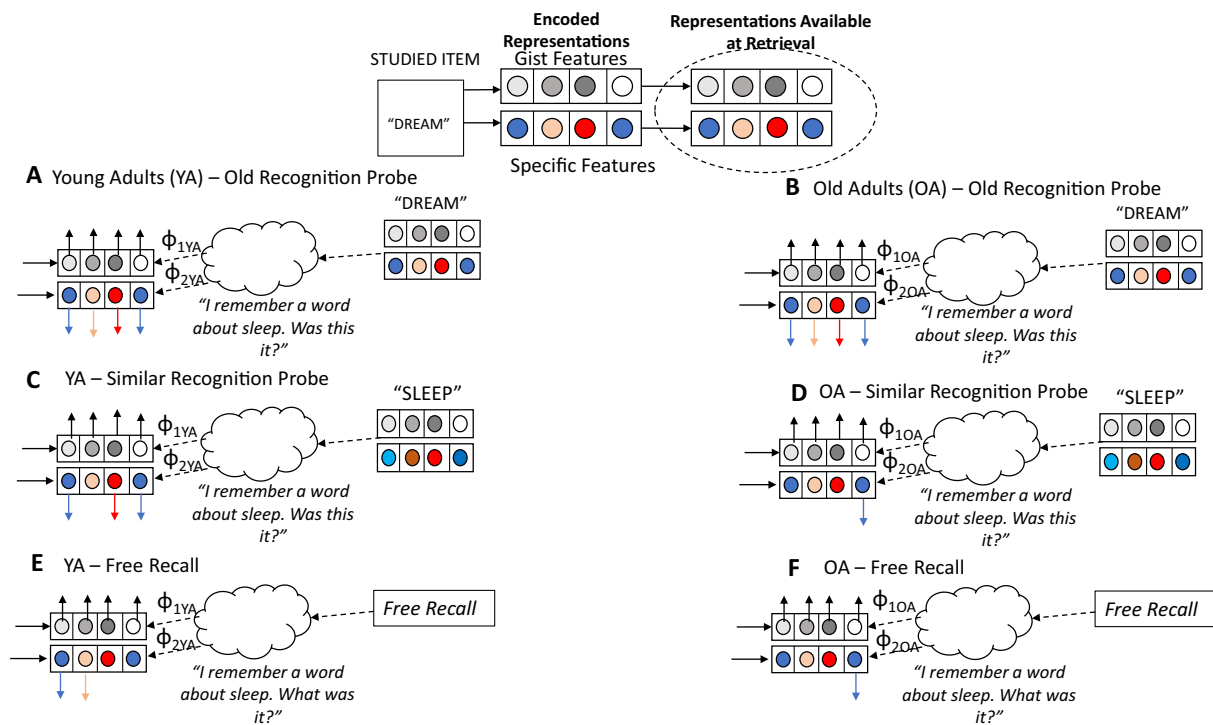 Encoded
Representations
Gist Features
Representations Available
at Retrieval
STUDIED ITEM
“DREAM”
Specific Features
A Young Adults (YA) – Old Recognition Probe
“DREAM”
ϕ1YA
ϕ2YA
“I remember a word
about sleep. Was this
it?”
B Old Adults (OA) – Old Recognition Probe
“DREAM”
ϕ1OA
ϕ2OA
“I remember a word
about sleep. Was this
it?”
C YA – Similar Recognition Probe
“SLEEP”
ϕ1YA
ϕ2YA
“I remember a word
about sleep. Was this
it?”
D OA – Similar Recognition Probe
“SLEEP”
ϕ1OA
ϕ2OA
“I remember a word
about sleep. Was this
it?”
E YA – Free Recall
Free Recall
ϕ1YA
ϕ2YA
“I remember a word
about sleep. What was
it?”
F OA – Free Recall
Free Recall
ϕ1OA
ϕ2OA
“I remember a word
about sleep. What was
it?”